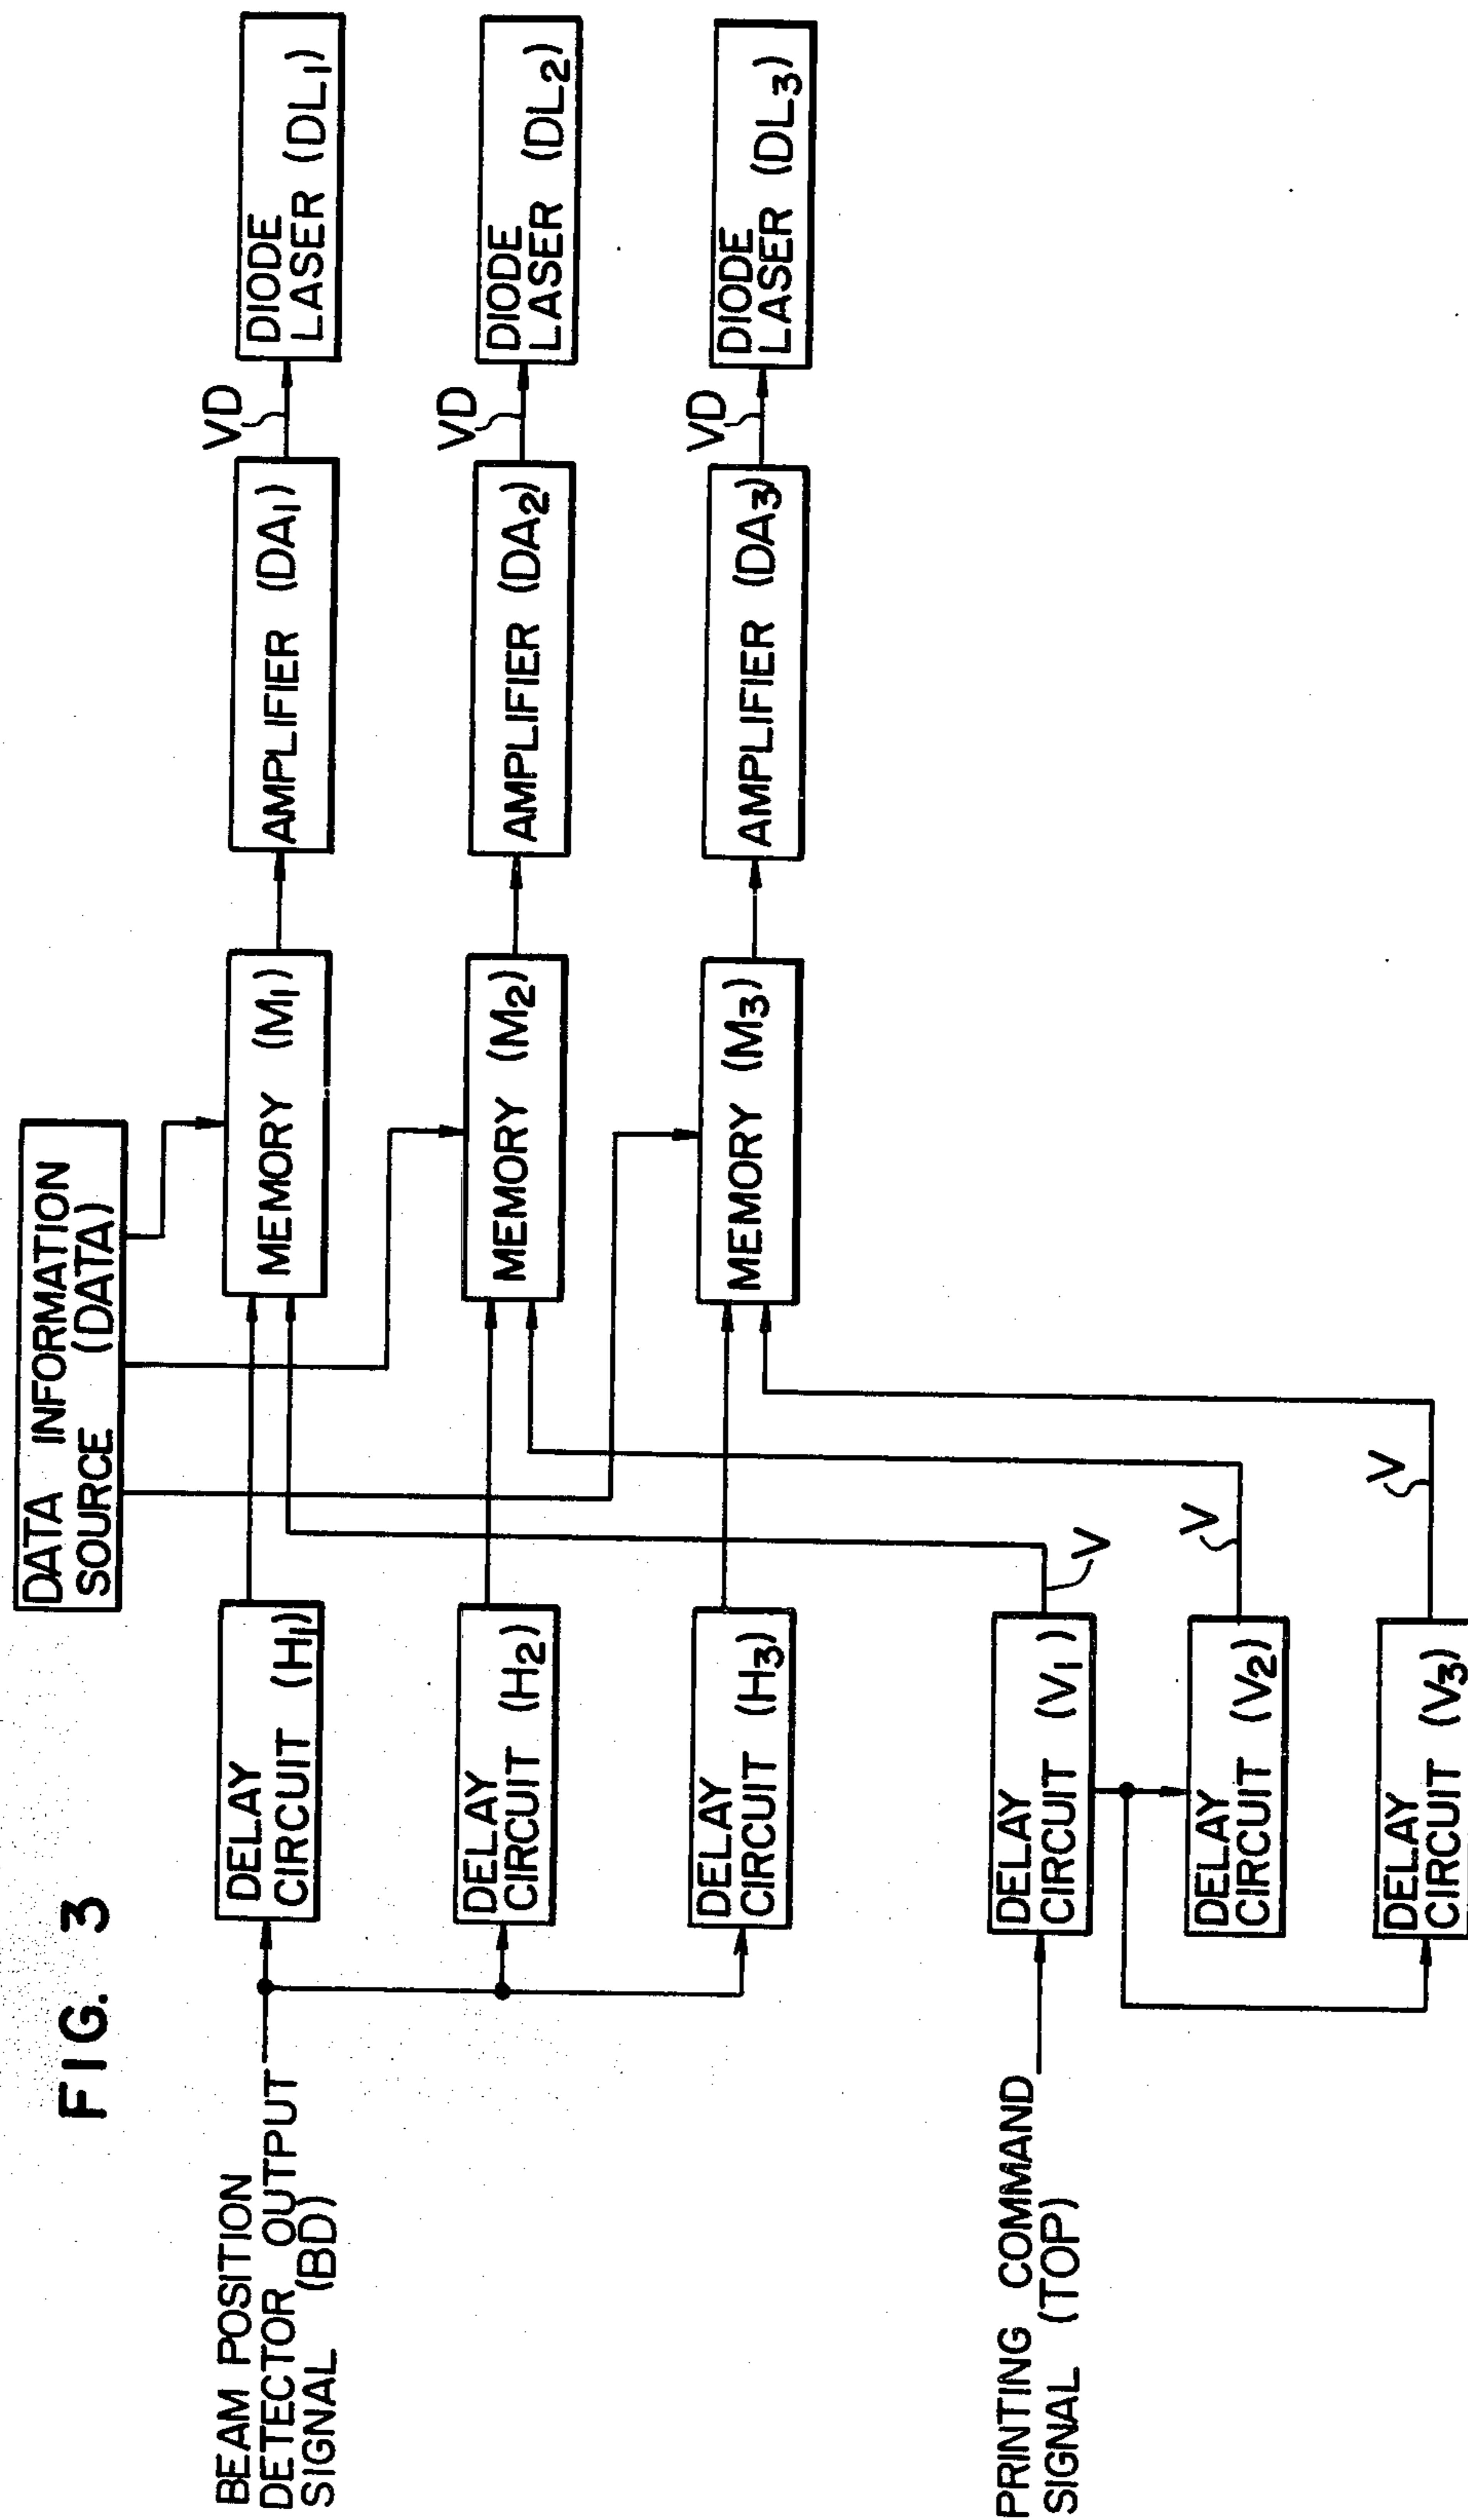 FIG. 3
DATA INFORMATION
SOURCE (DATA)
BEAM POSITION
DETECTOR OUTPUT
SIGNAL (BD)
DELAY
CIRCUIT (H1)
MEMORY (M1)
AMPLIFIER (DA1)
VD
DIODE
LASER (DL1)
DELAY
CIRCUIT (H2)
MEMORY (M2)
AMPLIFIER (DA2)
VD
DIODE
LASER (DL2)
DELAY
CIRCUIT (H3)
MEMORY (M3)
AMPLIFIER (DA3)
VD
DIODE
LASER (DL3)
PRINTING COMMAND
SIGNAL (TOP)
DELAY
CIRCUIT (V1)
V
DELAY
CIRCUIT (V2)
V
DELAY
CIRCUIT (V3)
V